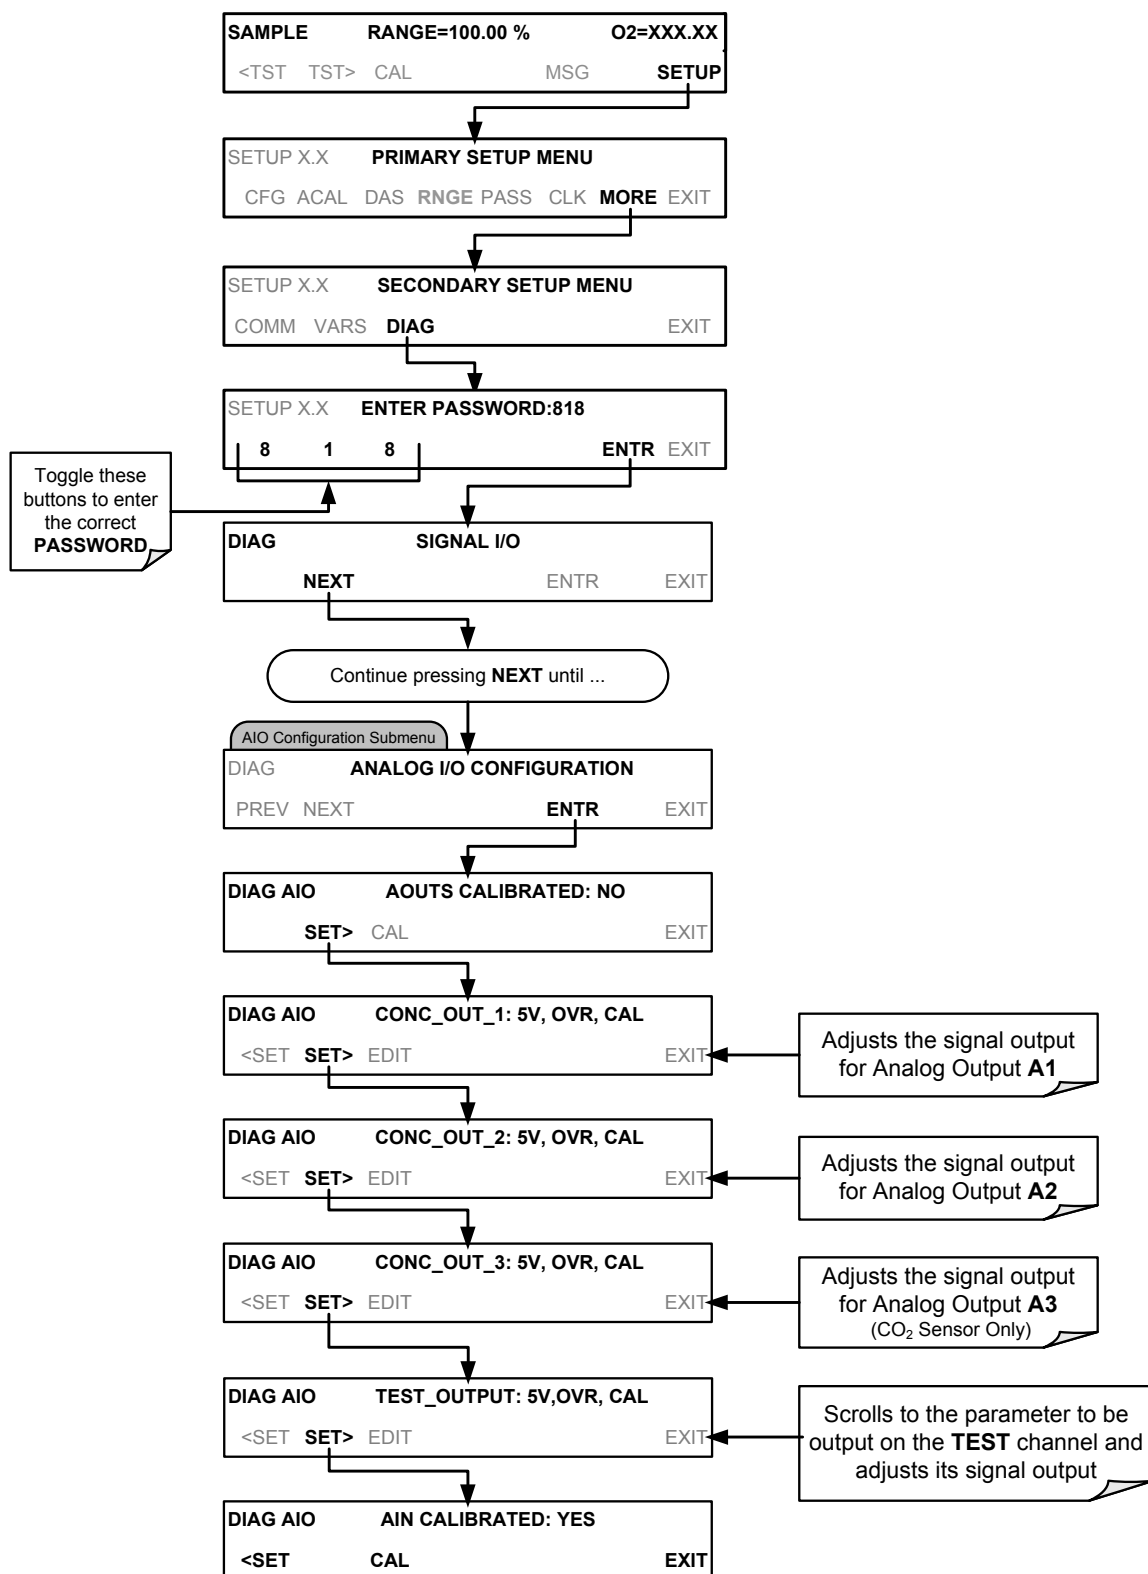 SAMPLE RANGE=100.00 % O2=XXX.XX
<TST TST> CAL MSG SETUP
SETUP X.X PRIMARY SETUP MENU
CFG ACAL DAS RNGE PASS CLK MORE EXIT
SETUP X.X SECONDARY SETUP MENU
COMM VARS DIAG EXIT
SETUP X.X ENTER PASSWORD:818
8 1 8 ENTR EXIT
Toggle these
buttons to enter
the correct
PASSWORD
DIAG SIGNAL I/O
NEXT ENTR EXIT
Continue pressing NEXT until ...
AIO Configuration Submenu
DIAG ANALOG I/O CONFIGURATION
PREV NEXT ENTR EXIT
DIAG AIO AOUTS CALIBRATED: NO
SET> CAL EXIT
DIAG AIO CONC_OUT_1: 5V, OVR, CAL
<SET SET> EDIT EXIT
Adjusts the signal output
for Analog Output A1
DIAG AIO CONC_OUT_2: 5V, OVR, CAL
<SET SET> EDIT EXIT
Adjusts the signal output
for Analog Output A2
DIAG AIO CONC_OUT_3: 5V, OVR, CAL
<SET SET> EDIT EXIT
Adjusts the signal output
for Analog Output A3
(CO₂ Sensor Only)
DIAG AIO TEST_OUTPUT: 5V,OVR, CAL
<SET SET> EDIT EXIT
Scrolls to the parameter to be
output on the TEST channel and
adjusts its signal output
DIAG AIO AIN CALIBRATED: YES
<SET CAL EXIT